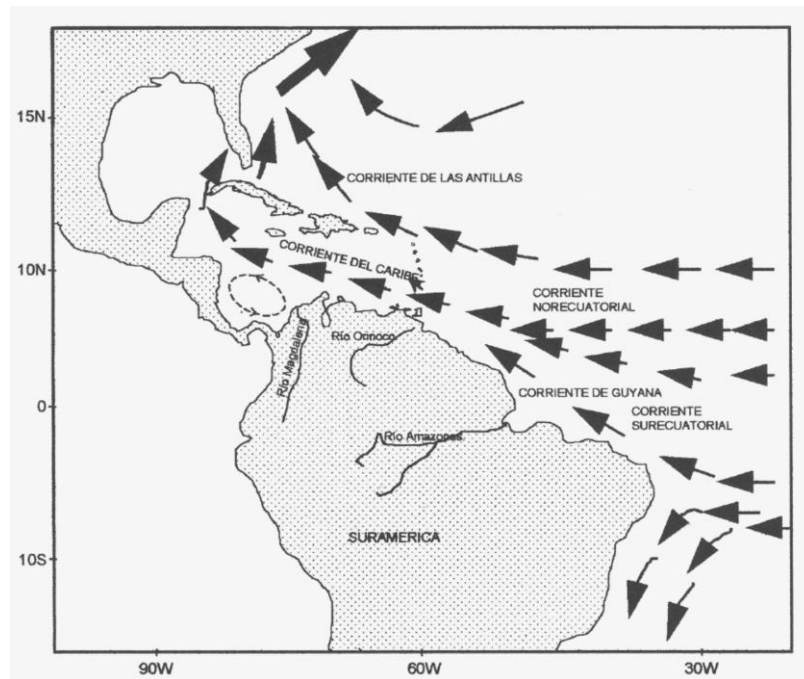 15N
CORRIENTE DE LAS ANTILLAS
CORRIENTE DEL CARIBE
10N
CORRIENTE
NORECUATORIAL
Río Orinoco
Río Magdalena
CORRIENTE DE GUYANA
0
CORRIENTE
SURECUATORIAL
Río Amazonas
SURAMERICA
10S
90W
60W
30W